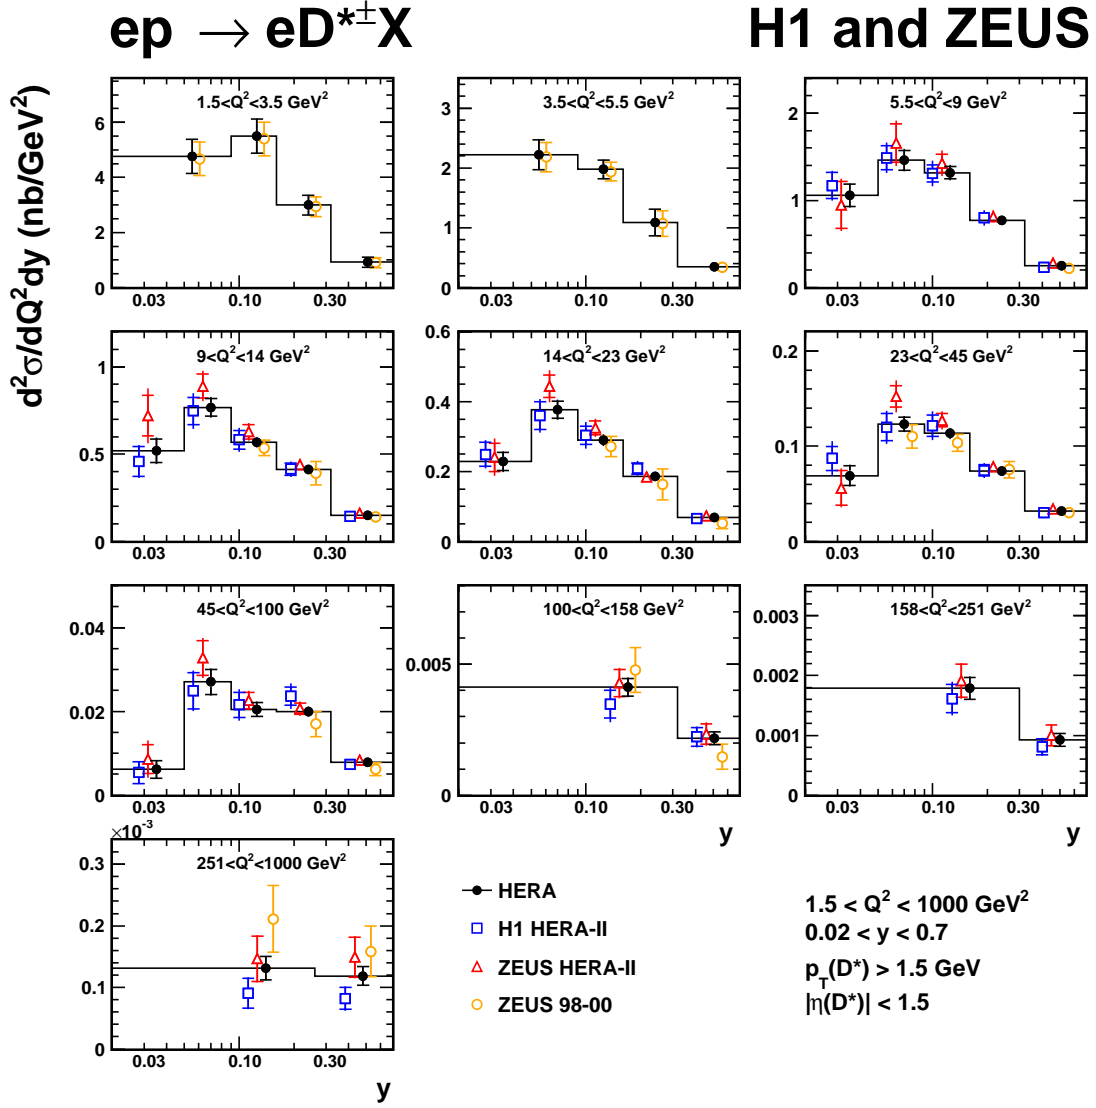 ep → eD*±X
H1 and ZEUS
d²σ/dQ²dy (nb/GeV²)
1.5<Q²<3.5 GeV²
6
4
2
0
0.03 0.10 0.30
3.5<Q²<5.5 GeV²
3
2
1
0
0.03 0.10 0.30
5.5<Q²<9 GeV²
2
1
0
0.03 0.10 0.30
9<Q²<14 GeV²
1
0.5
0
0.03 0.10 0.30
14<Q²<23 GeV²
0.6
0.4
0.2
0
0.03 0.10 0.30
23<Q²<45 GeV²
0.2
0.1
0
0.03 0.10 0.30
45<Q²<100 GeV²
0.04
0.02
0
0.03 0.10 0.30
100<Q²<158 GeV²
0.005
0
0.03 0.10 0.30
y
158<Q²<251 GeV²
0.003
0.002
0.001
0
0.03 0.10 0.30
y
×10⁻³
251<Q²<1000 GeV²
0.3
0.2
0.1
0
0.03 0.10 0.30
y
HERA
H1 HERA-II
ZEUS HERA-II
ZEUS 98-00
1.5 < Q² < 1000 GeV²
0.02 < y < 0.7
p_T(D*) > 1.5 GeV
|η(D*)| < 1.5